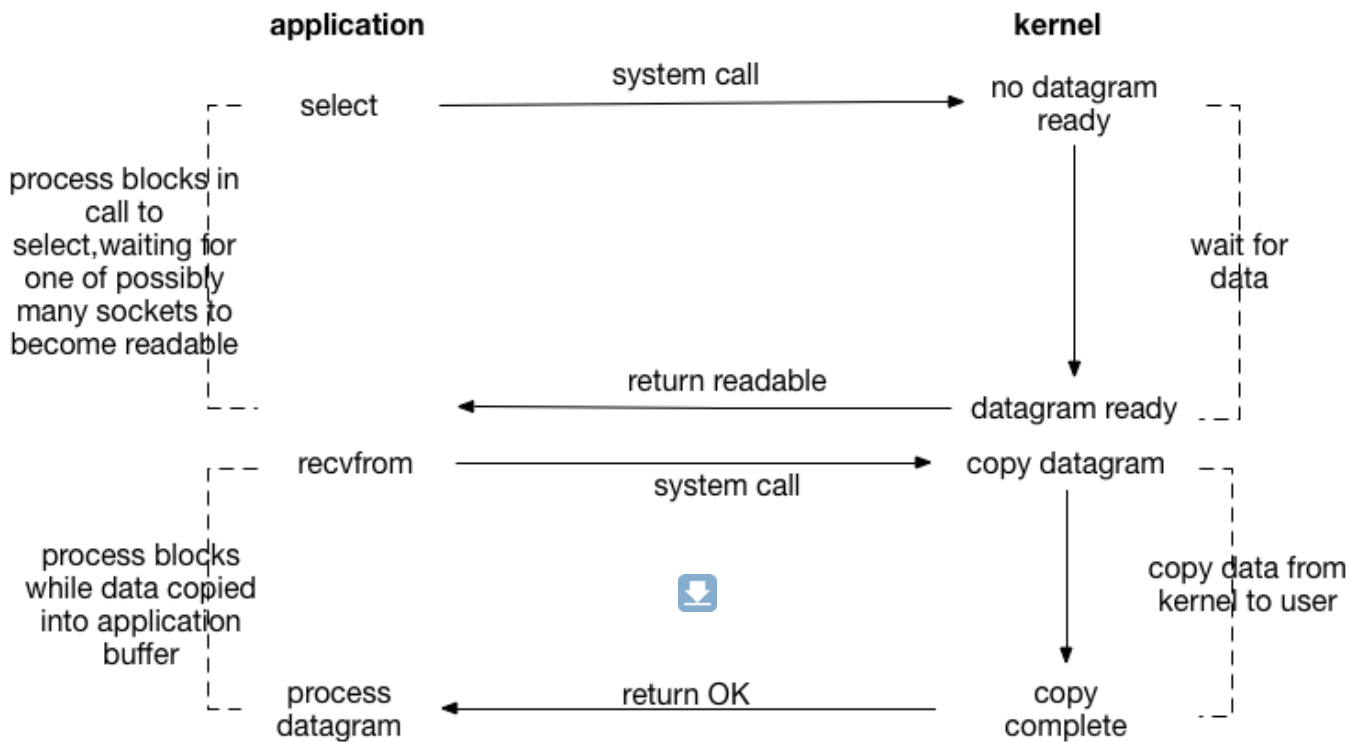 application
kernel
system call
select
no datagram
ready
process blocks in
call to
select,waiting for
one of possibly
many sockets to
become readable
wait for
data
return readable
datagram ready
recvfrom
copy datagram
system call
process blocks
while data copied
into application
buffer
copy data from
kernel to user
process
datagram
return OK
copy
complete